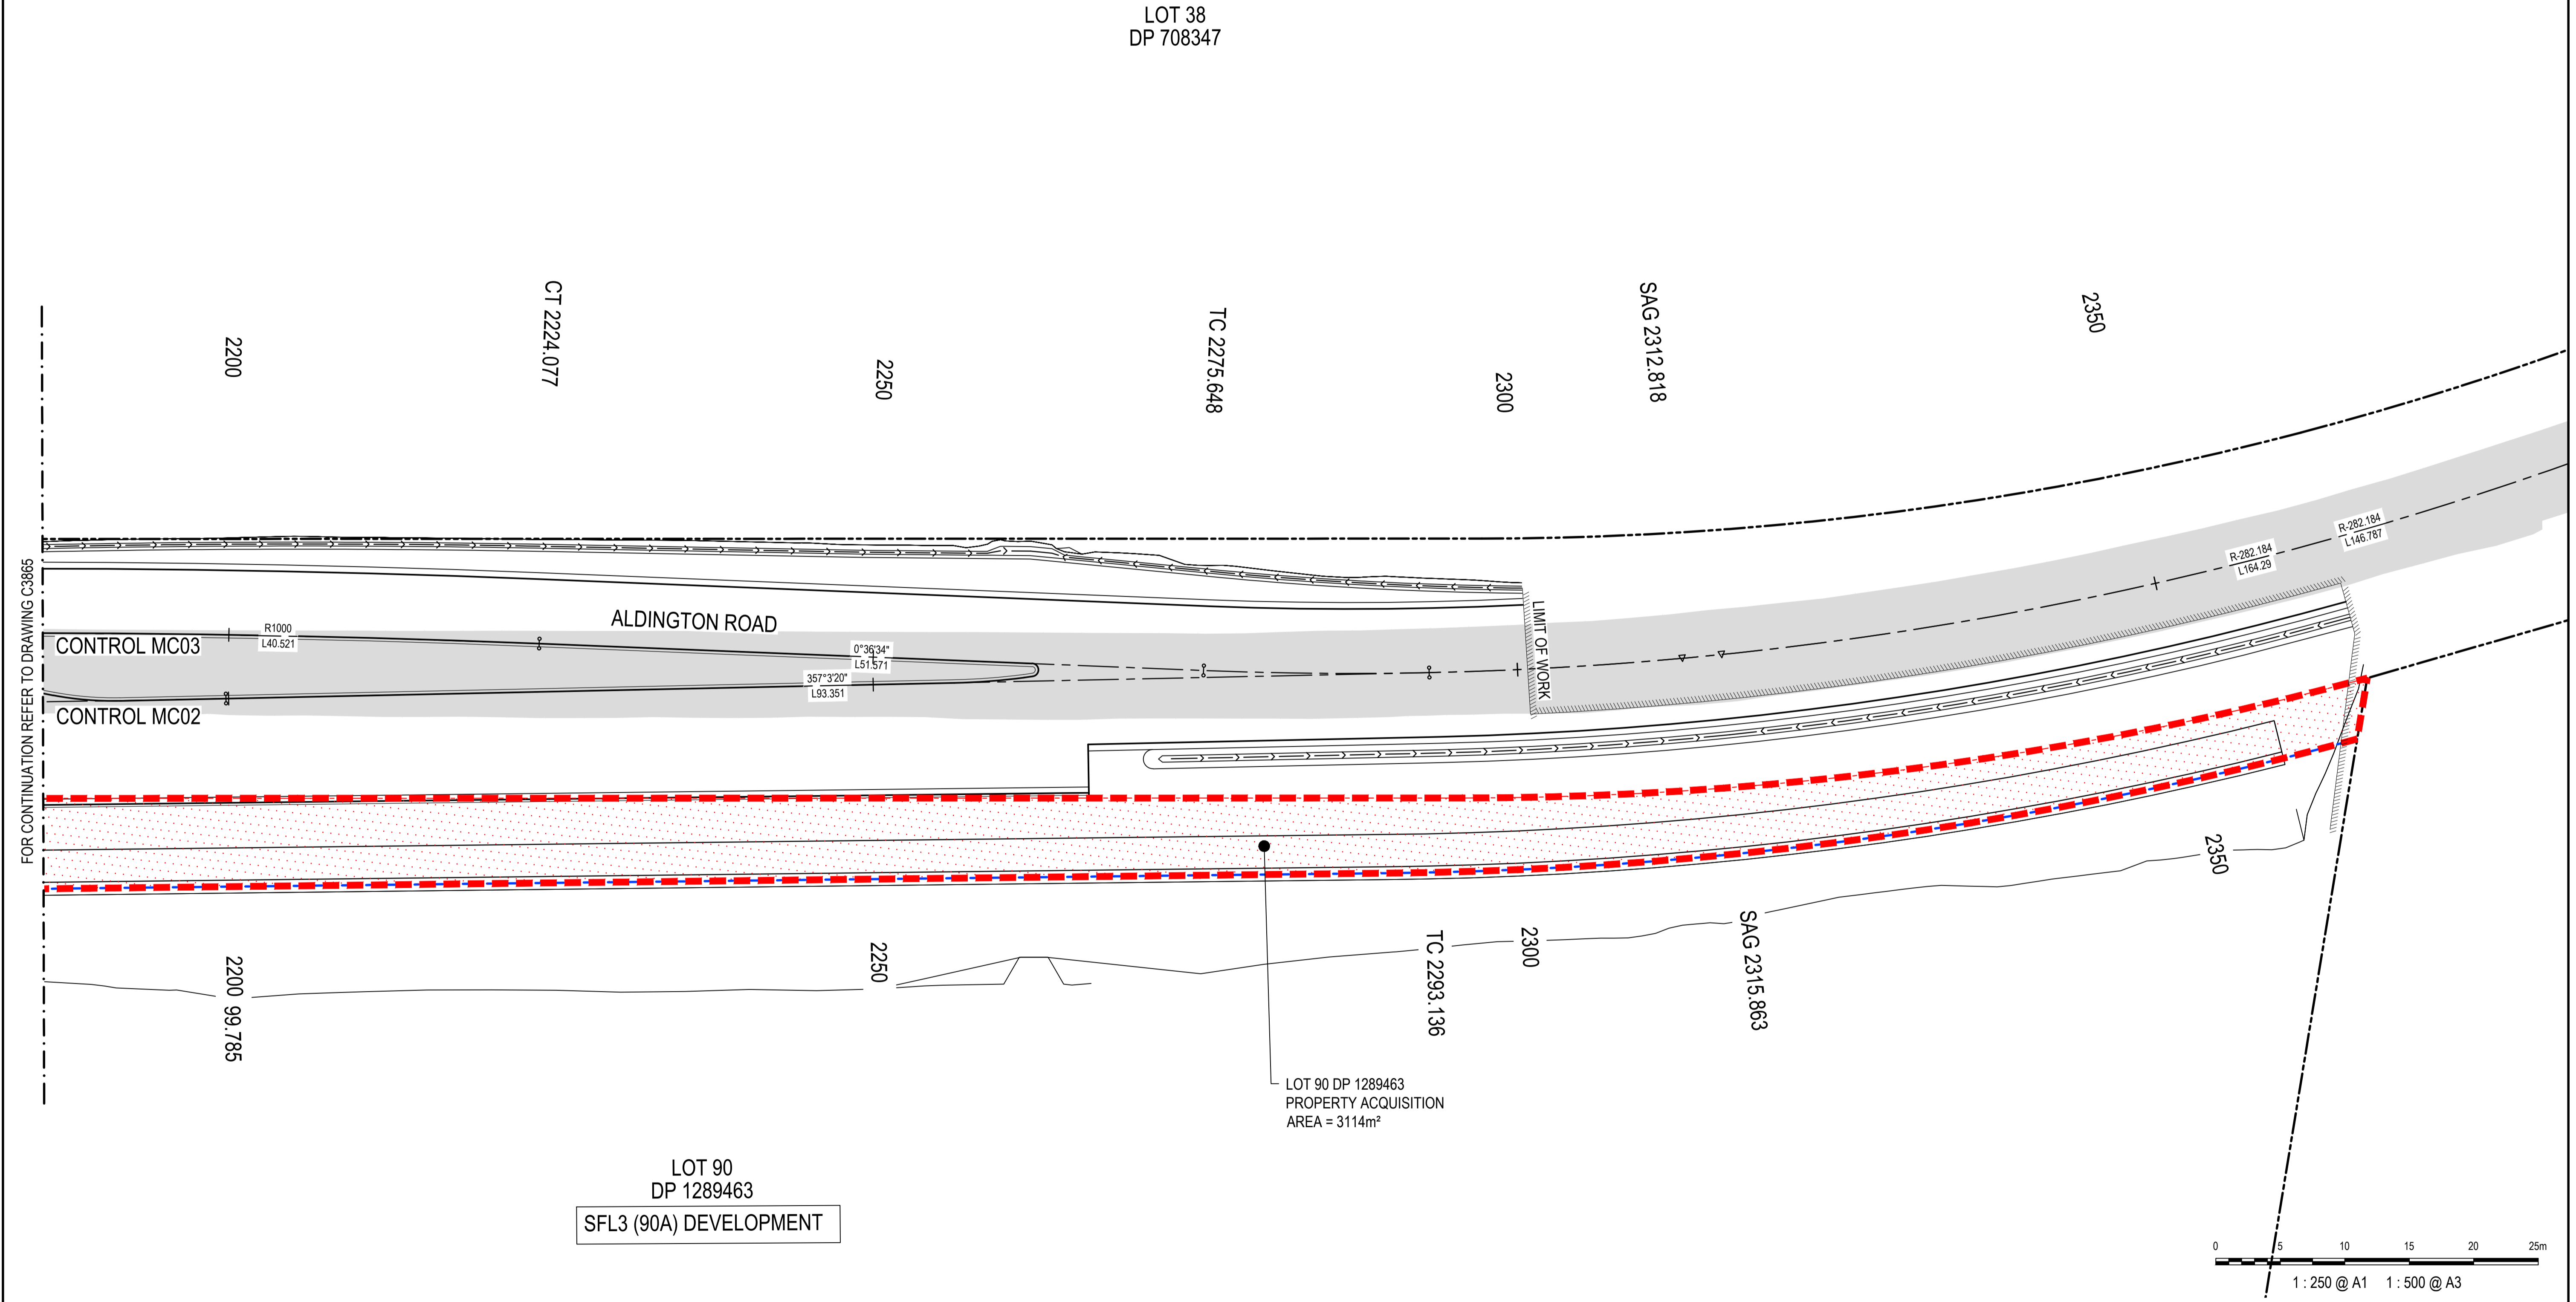 LOT 38
DP 708347
2200
CT 2224.077
2250
TC 2275.648
2300
SAG 2312.818
2350
FOR CONTINUATION REFER TO DRAWING C3865
CONTROL MC03
R1000
L40.521
ALDINGTON ROAD
0°36'34"
L51.571
357°3'20"
L93.351
CONTROL MC02
LIMIT OF WORK
R-282.184
L164.29
R-282.184
L146.787
2200
99.785
2250
TC 2293.136
2300
SAG 2315.863
2350
LOT 90 DP 1289463
PROPERTY ACQUISITION
AREA = 3114m²
LOT 90
DP 1289463
SFL3 (90A) DEVELOPMENT
0 5 10 15 20 25m
1 : 250 @ A1 1 : 500 @ A3